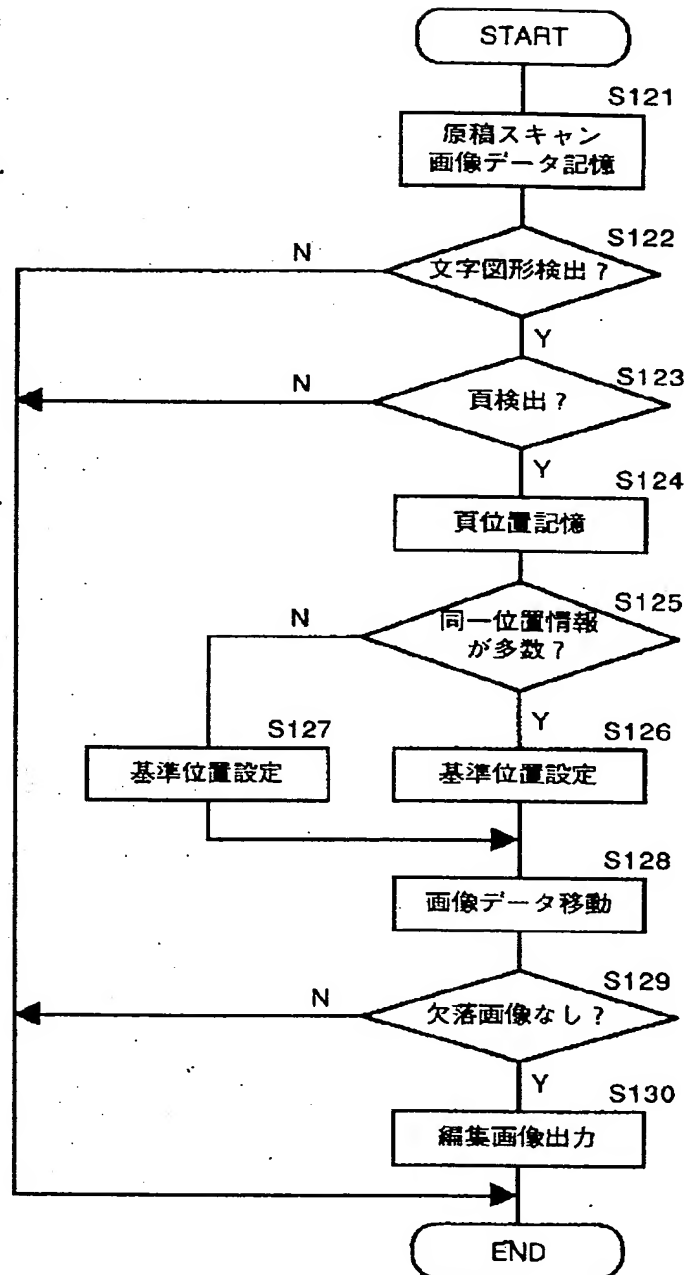 START
S121
原稿スキャン
画像データ記憶
S122
N
文字図形検出？
Y
S123
N
頁検出？
Y
S124
頁位置記憶
S125
N
同一位置情報
が多数？
Y
S127
S126
基準位置設定
基準位置設定
S128
画像データ移動
S129
N
欠落画像なし？
Y
S130
編集画像出力
END